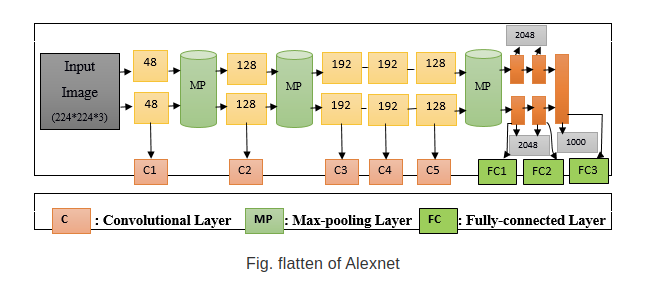 2048
Input
Image
(224*224*3)
48
MP
128
MP
192
192
128
MP
48
128
192
192
128
2048
1000
C1
C2
C3
C4
C5
FC1
FC2
FC3
C : Convolutional Layer
MP : Max-pooling Layer
FC : Fully-connected Layer
Fig. flatten of Alexnet